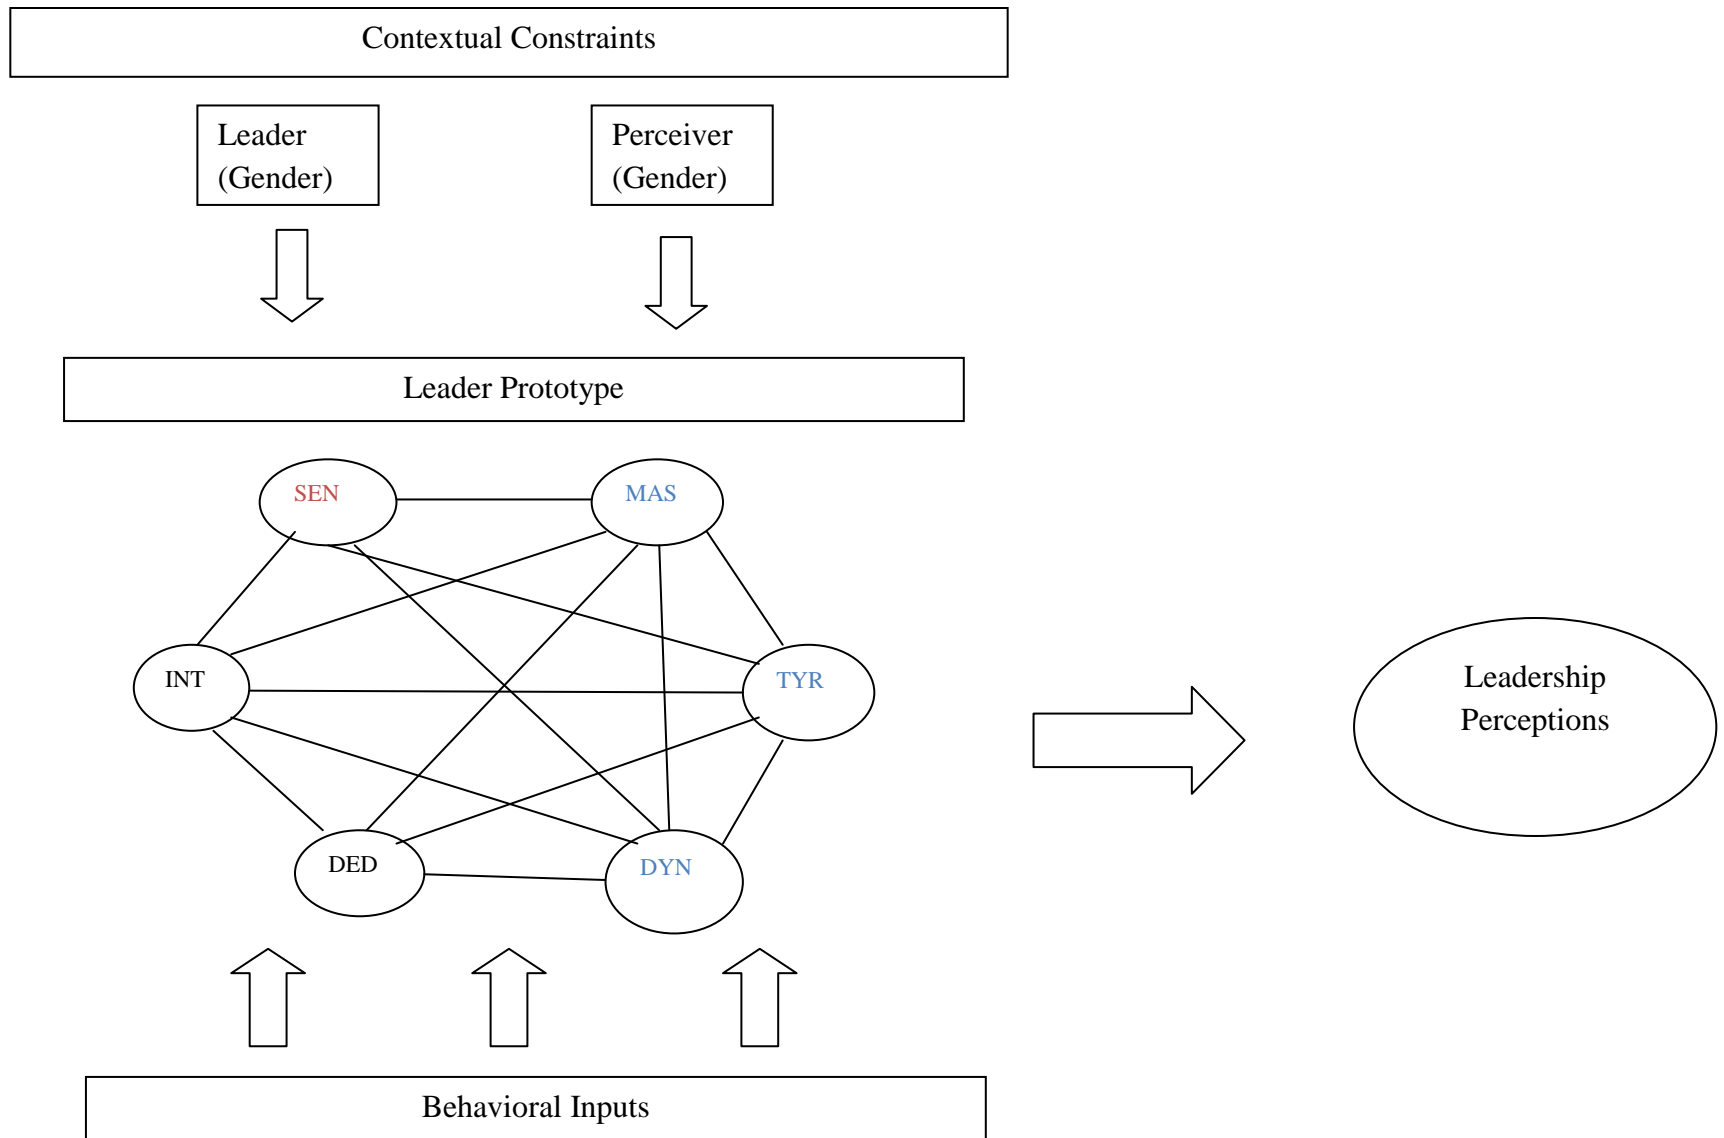 Contextual Constraints
Leader
(Gender)
Perceiver
(Gender)
Leader Prototype
SEN
MAS
INT
TYR
DED
DYN
Leadership
Perceptions
Behavioral Inputs